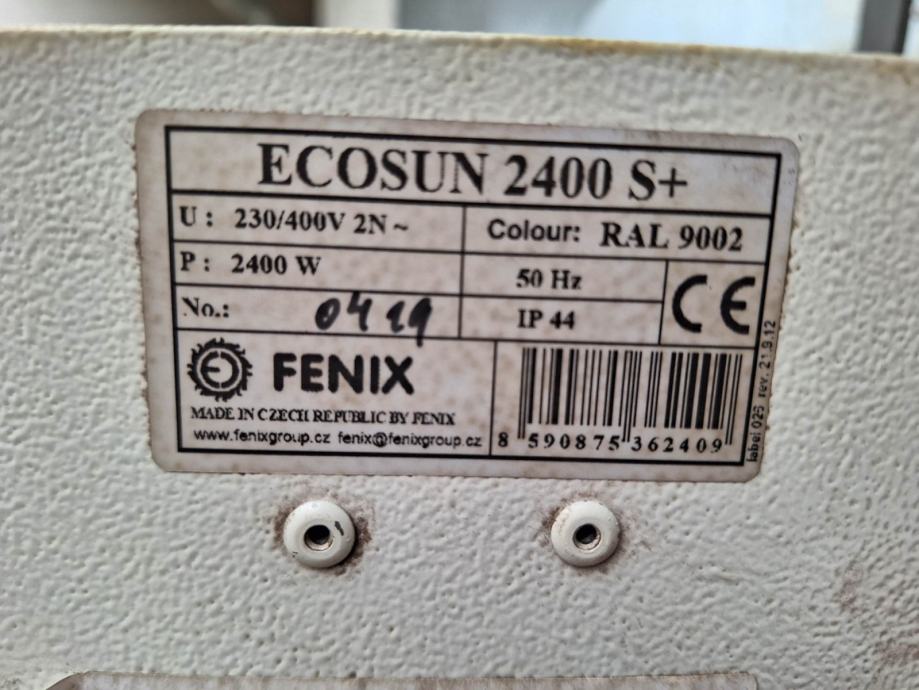 ECOSUN 2400 S+
U : 230/400V 2N ~
Colour: RAL 9002
P : 2400 W
50 Hz
CE
No.: 0419
IP 44
FENIX
MADE IN CZECH REPUBLIC BY FENIX
www.fenixgroup.cz fenix@fenixgroup.cz
8 590875 362409
label 026 rev. 21.9.12